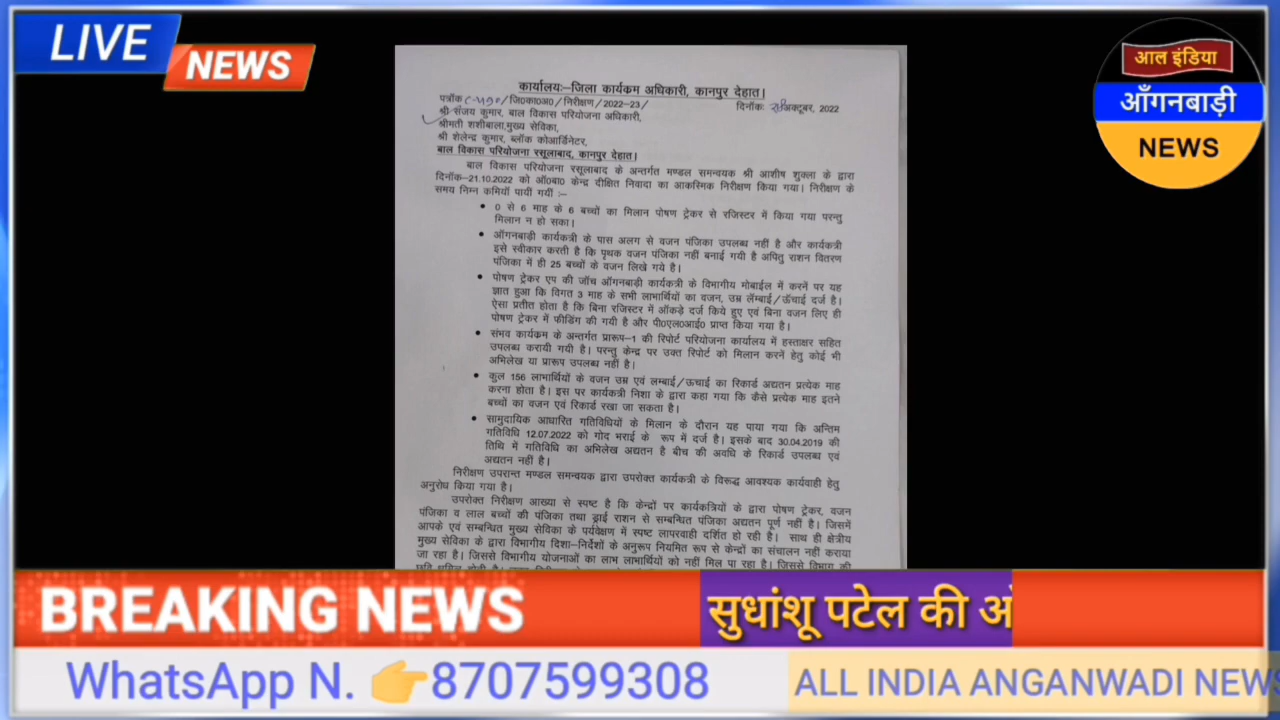 LIVE
NEWS
आल इंडिया
आँगनबाड़ी
NEWS
कार्यालयः–जिला कार्यकम अधिकारी, कानपुर देहात।
पत्रॉक /जि0का0अ0/निरीक्षण/2022–23/ दिनॉकः अक्टूबर, 2022
श्री संजय कुमार, बाल विकास परियोजना अधिकारी,
श्रीमती शशीबाला,मुख्य सेविका,
श्री शेलेन्द्र कुमार, ब्लॉक कोआर्डिनेटर,
बाल विकास परियोजना रसूलाबाद, कानपुर देहात।
बाल विकास परियोजना रसूलाबाद के अन्तर्गत मण्डल समन्वयक श्री आशीष शुक्ला के द्वारा
दिनॉक–21.10.2022 को ऑ0बा0 केन्द्र दीक्षित निवादा का आकस्मिक निरीक्षण किया गया। निरीक्षण के
समय निम्न कमियॉ पायी गयीं :–
• 0 से 6 माह के 6 बच्चों का मिलान पोषण ट्रेकर से रजिस्टर में किया गया परन्तु
मिलान न हो सका।
• ऑगनबाड़ी कार्यकत्री के पास अलग से वजन पंजिका उपलब्ध नहीं है और कार्यकत्री
इसे स्वीकार करती है कि पृथक वजन पंजिका नहीं बनाई गयी है अपितु राशन वितरण
पंजिका में ही 25 बच्चों के वजन लिखे गये है।
• पोषण ट्रेकर एप की जॉच ऑगनबाड़ी कार्यकत्री के विभागीय मोबाईल में करनें पर यह
ज्ञात हुआ कि विगत 3 माह के सभी लाभार्थियों का वजन, उम्र लॅम्बाई/ऊँचाई दर्ज है।
ऐसा प्रतीत होता है कि बिना रजिस्टर में ऑकड़े दर्ज किये हुए एवं बिना वजन लिए ही
पोषण ट्रेकर में फीडिंग की गयी है और पी0एल0आई0 प्राप्त किया गया है।
• संभव कार्यकम के अन्तर्गत प्रारूप–1 की रिपोर्ट परियोजना कार्यालय में हस्ताक्षर सहित
उपलब्ध करायी गयी है। परन्तु केन्द्र पर उक्त रिपोर्ट को मिलान करनें हेतु कोई भी
अभिलेख या प्रारूप उपलब्ध नहीं है।
• कुल 156 लाभार्थियों के वजन उम्र एवं लम्बाई/ऊचाई का रिकार्ड अद्यतन प्रत्येक माह
करना होता है। इस पर कार्यकत्री निशा के द्वारा कहा गया कि कैसे प्रत्येक माह इतने
बच्चों का वजन एवं रिकार्ड रखा जा सकता है।
• सामुदायिक आधारित गतिविधियों के मिलान के दौरान यह पाया गया कि अन्तिम
गतिविधि 12.07.2022 को गोद भराई के रूप में दर्ज है। इसके बाद 30.04.2019 की
तिथि में गतिविधि का अभिलेख अद्यतन है बीच की अवधि के रिकार्ड उपलब्ध एवं
अद्यतन नहीं है।
निरीक्षण उपरान्त मण्डल समन्वयक द्वारा उपरोक्त कार्यकत्री के विरूद्ध आवश्यक कार्यवाही हेतु
अनुरोध किया गया है।
उपरोक्त निरीक्षण आख्या से स्पष्ट है कि केन्द्रों पर कार्यकत्रियों के द्वारा पोषण ट्रेकर, वजन
पंजिका व लाल बच्चों की पंजिका तथा ड्राई राशन से सम्बन्धित पंजिका अद्यतन पूर्ण नहीं है। जिसमें
आपके एवं सम्बन्धित मुख्य सेविका के पर्यवेक्षण में स्पष्ट लापरवाही दर्शित हो रही है। साथ ही क्षेत्रीय
मुख्य सेविका के द्वारा विभागीय दिशा–निर्देशों के अनुरूप नियमित रूप से केन्द्रों का संचालन नहीं कराया
जा रहा है। जिससे विभागीय योजनाओं का लाभ लाभार्थियों को नहीं मिल पा रहा है। जिससे विभाग की
BREAKING NEWS
सुधांशू पटेल की
WhatsApp N. 👉8707599308
ALL INDIA ANGANWADI NEWS